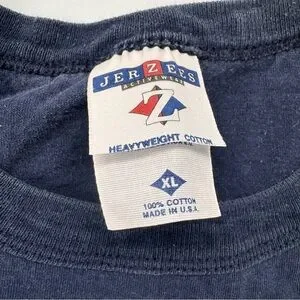 JERZEES
ACTIVEWEAR
Z
HEAVYWEIGHT COTTON
XL
100% COTTON
MADE IN U.S.A.